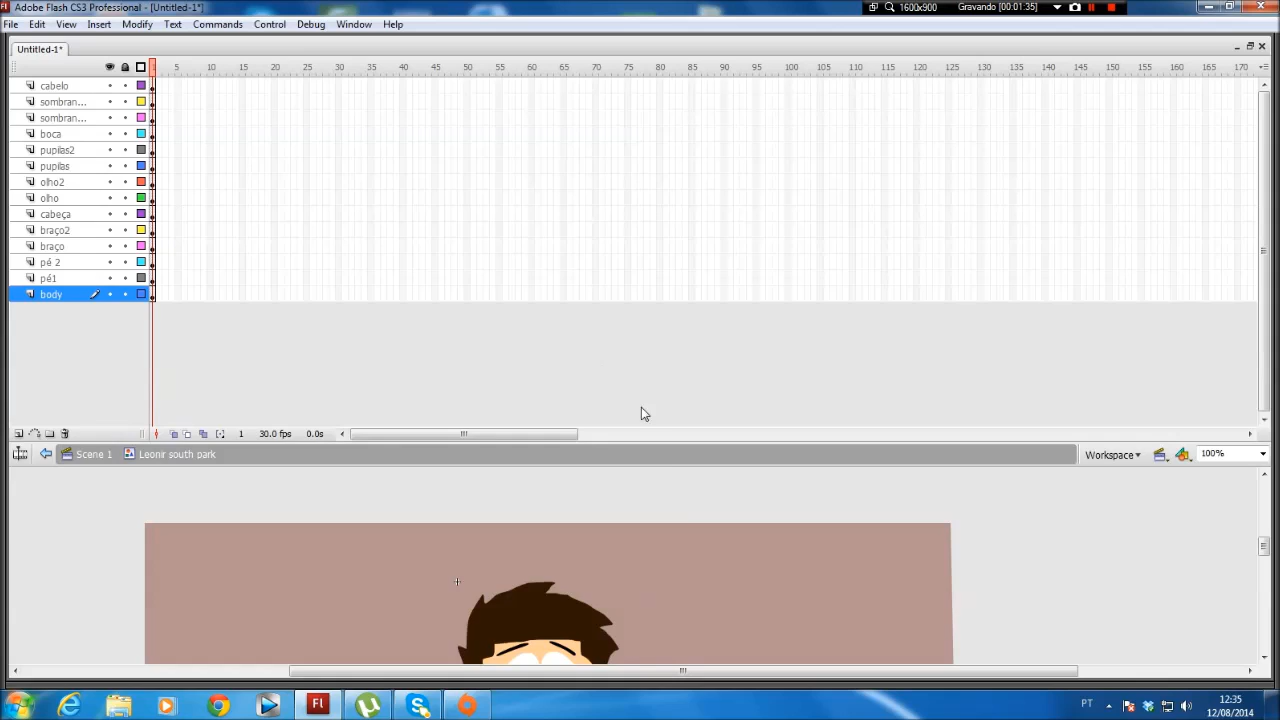 Adobe Flash CS3 Professional - [Untitled-1*]
1600x900 Gravando [00:01:35]
File Edit View Insert Modify Text Commands Control Debug Window Help
Untitled-1*
5 10 15 20 25 30 35 40 45 50 55 60 65 70 75 80 85 90 95 100 105 110 115 120 125 130 135 140 145 150 155 160 165 170
cabelo
sombran...
sombran...
boca
pupilas2
pupilas
olho2
olho
cabeça
braço2
braço
pé 2
pé1
body
1 30.0 fps 0.0s
Scene 1 Leonir south park Workspace 100%
Fl
PT 12:35
12/08/2014